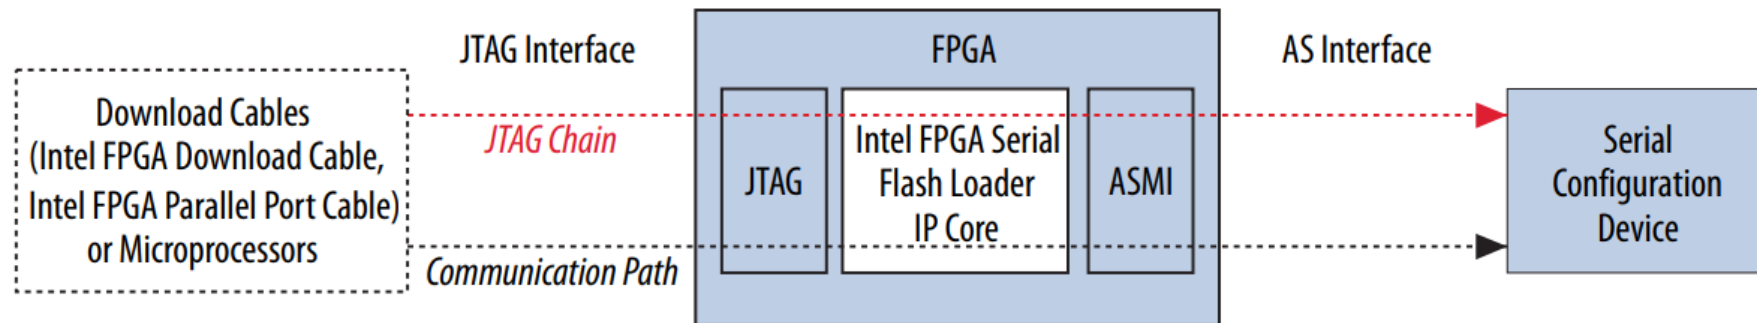 JTAG Interface
FPGA
AS Interface
Download Cables
(Intel FPGA Download Cable,
Intel FPGA Parallel Port Cable)
or Microprocessors
JTAG Chain
Communication Path
JTAG
Intel FPGA Serial
Flash Loader
IP Core
ASMI
Serial
Configuration
Device